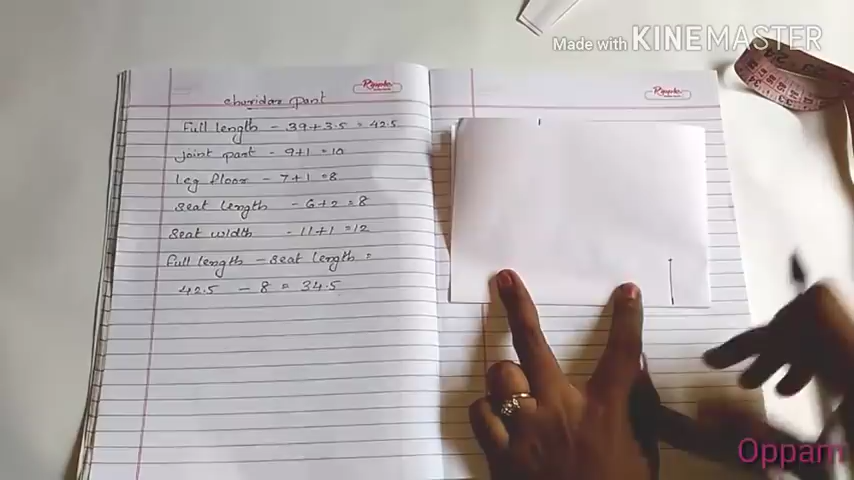 Made with KINEMASTER
churidar pant
Full length - 39+3.5 = 42.5
joint part - 9+1 = 10
leg floor - 7+1 = 8
seat length - 6+2 = 8
seat width - 11+1 = 12
full length - seat length =
42.5 - 8 = 34.5
Oppam